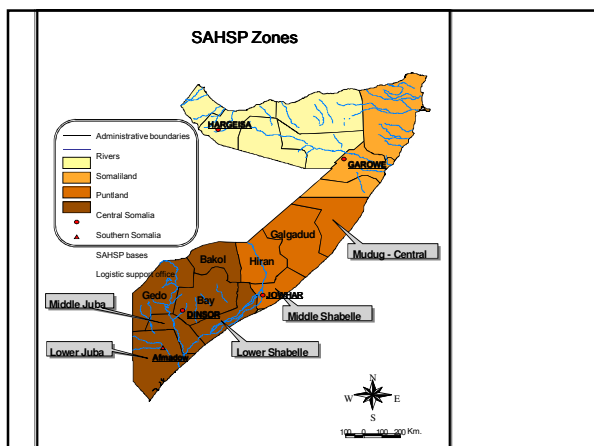 SAHSP Zones
HARGEISA
Administrative boundaries
Rivers
Somaliland
Puntland
Central Somalia
Southern Somalia
SAHSP bases
Logistic support office
GAROWE
Galgadud
Mudug - Central
Bakol
Hiran
Gedo
Bay
JOWHAR
Middle Juba
DINSOR
Middle Shabelle
Lower Juba
Afmadow
Lower Shabelle
N
W E
S
100 0 100 200 Km.